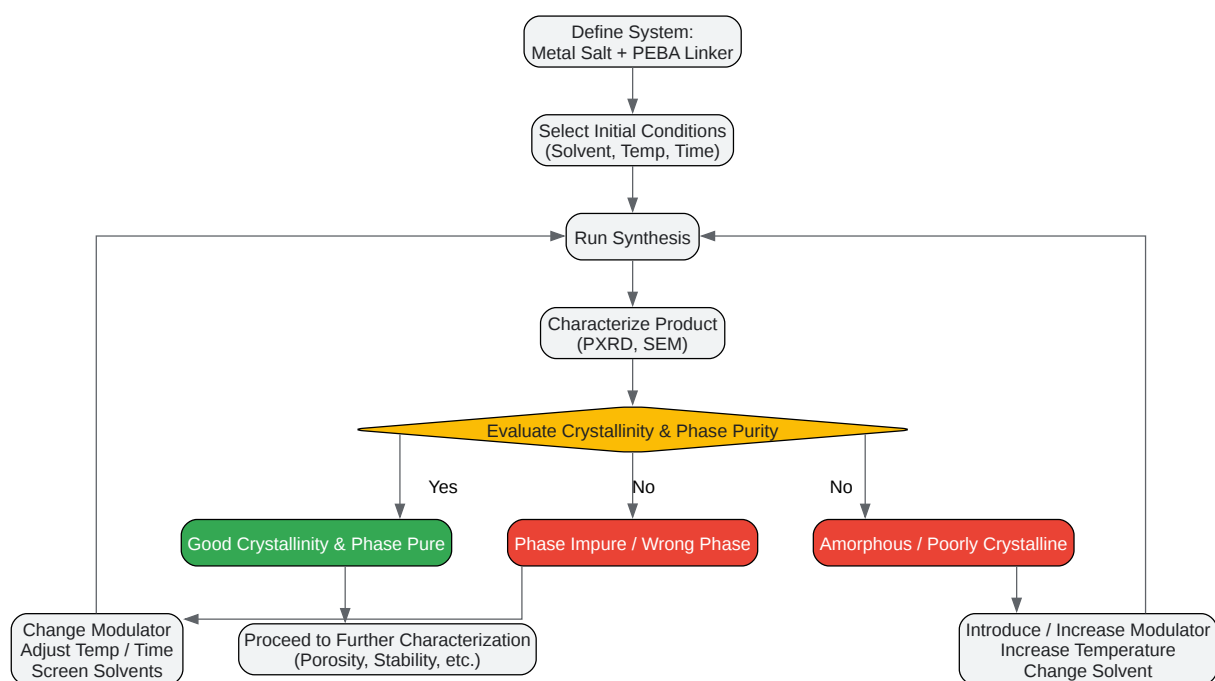 Define System:
Metal Salt + PEBA Linker
Select Initial Conditions
(Solvent, Temp, Time)
Run Synthesis
Characterize Product
(PXRD, SEM)
Evaluate Crystallinity & Phase Purity
Yes
No
No
Good Crystallinity & Phase Pure
Phase Impure / Wrong Phase
Amorphous / Poorly Crystalline
Change Modulator
Adjust Temp / Time
Screen Solvents
Proceed to Further Characterization
(Porosity, Stability, etc.)
Introduce / Increase Modulator
Increase Temperature
Change Solvent